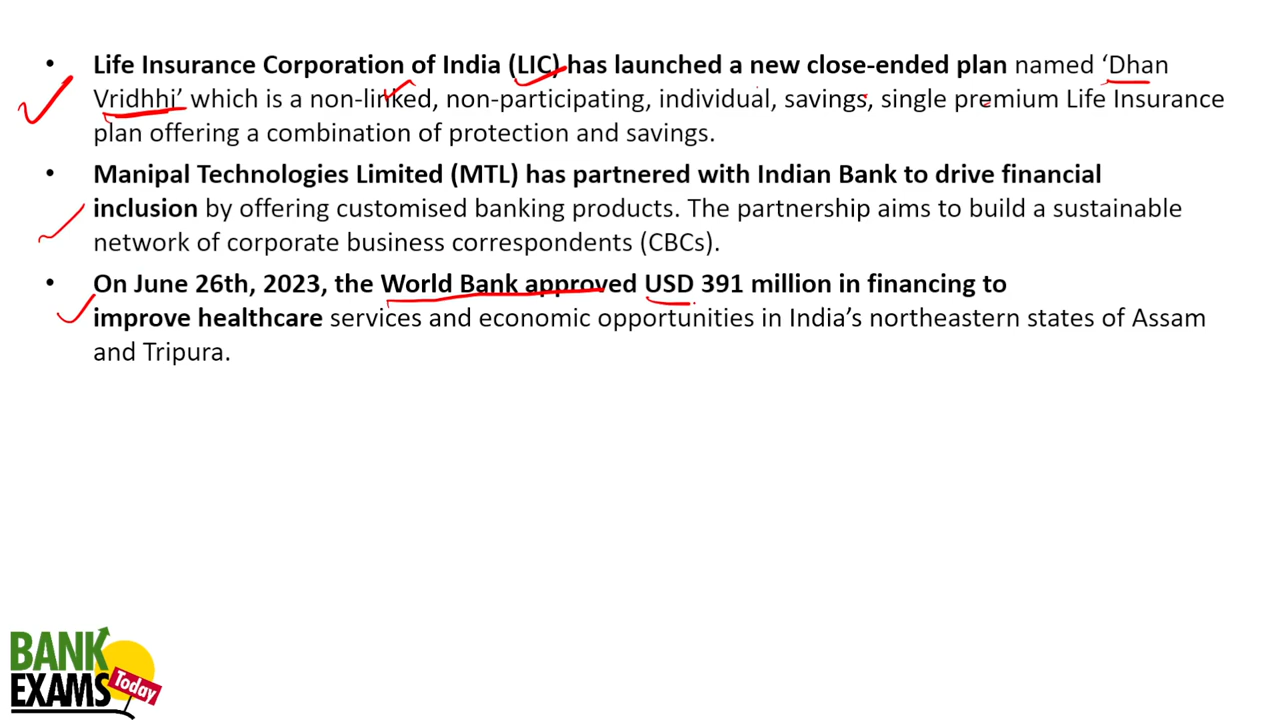 • Life Insurance Corporation of India (LIC) has launched a new close-ended plan named ‘Dhan
Vridhhi’ which is a non-linked, non-participating, individual, savings, single premium Life Insurance
plan offering a combination of protection and savings.
• Manipal Technologies Limited (MTL) has partnered with Indian Bank to drive financial
inclusion by offering customised banking products. The partnership aims to build a sustainable
network of corporate business correspondents (CBCs).
• On June 26th, 2023, the World Bank approved USD 391 million in financing to
improve healthcare services and economic opportunities in India’s northeastern states of Assam
and Tripura.
BANK
EXAMS
Today